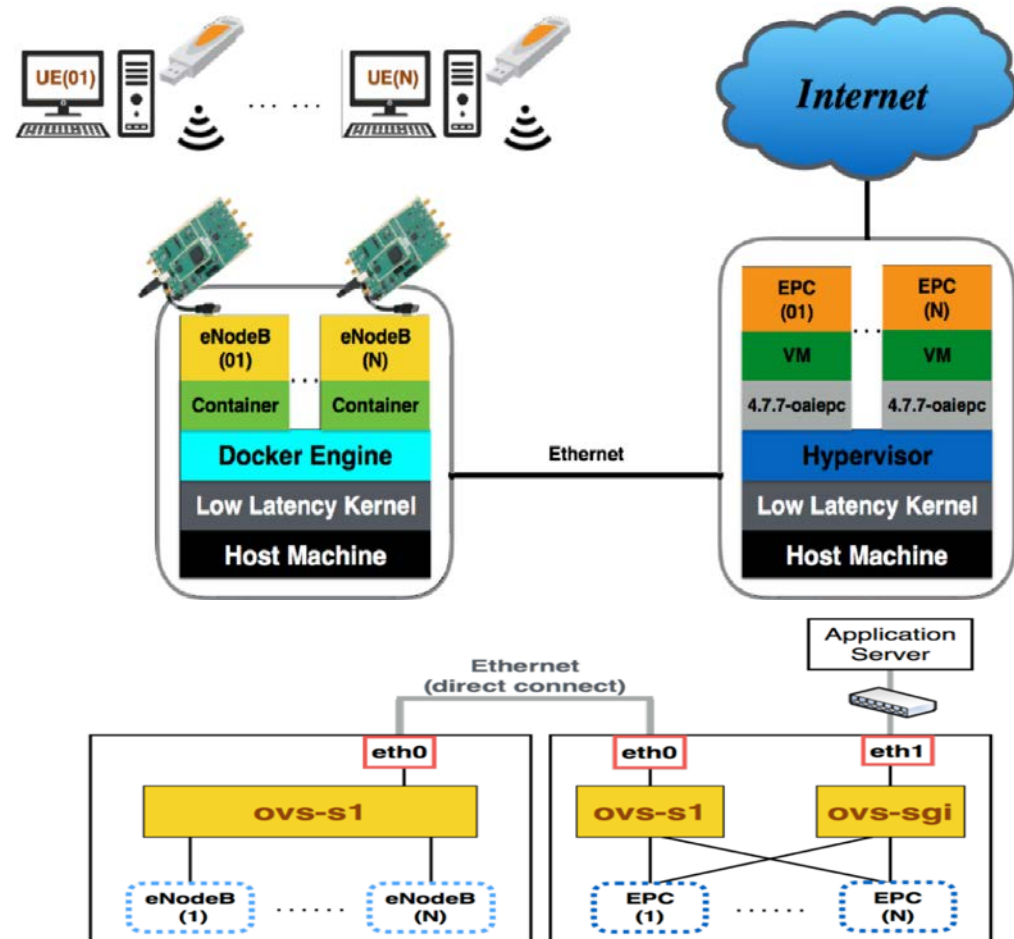 UE(01)
... ...
UE(N)
Internet
eNodeB
(01)
...
eNodeB
(N)
Container
Container
Docker Engine
Low Latency Kernel
Host Machine
Ethernet
EPC
(01)
...
EPC
(N)
VM
VM
4.7.7-oaiepc
4.7.7-oaiepc
Hypervisor
Low Latency Kernel
Host Machine
Application
Server
Ethernet
(direct connect)
eth0
eth0
eth1
ovs-s1
ovs-s1
ovs-sgi
eNodeB
(1)
......
eNodeB
(N)
EPC
(1)
......
EPC
(N)